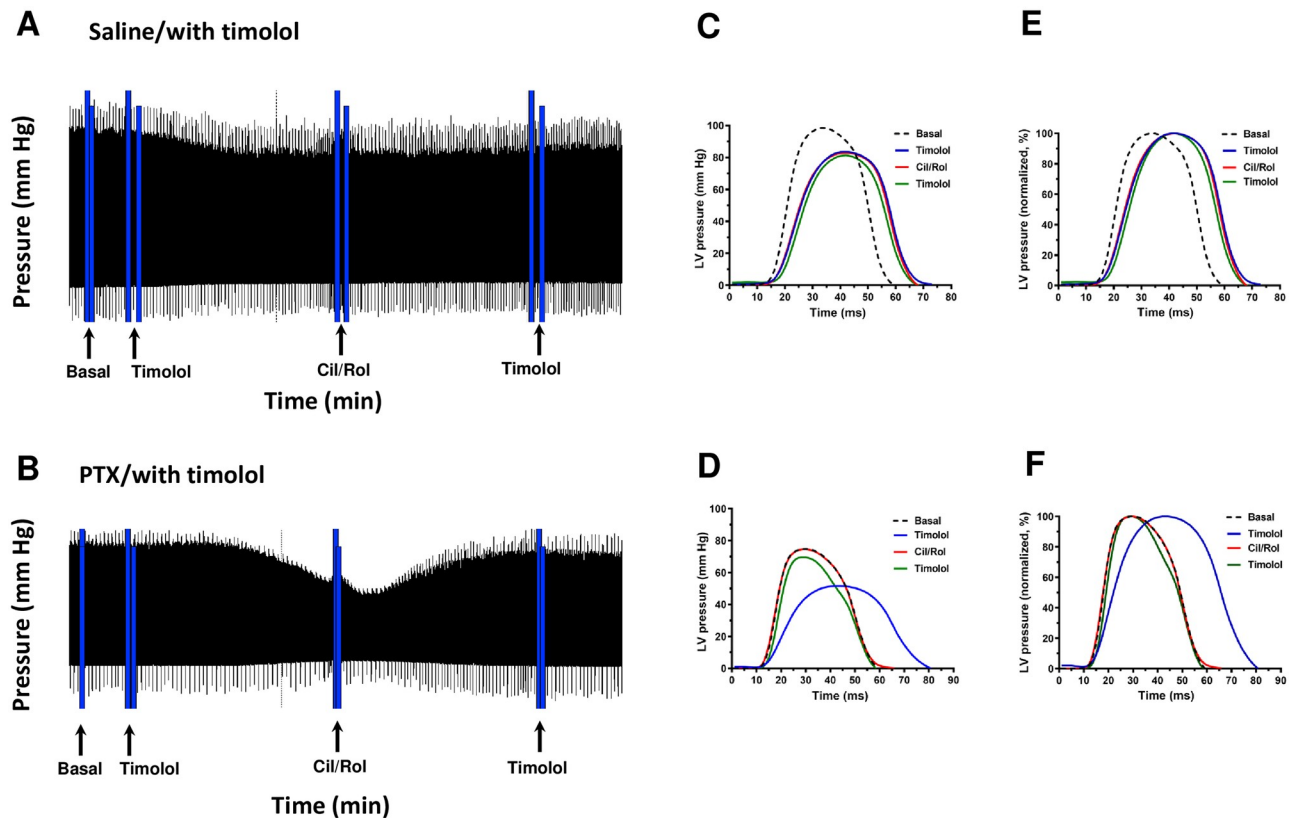 A
Saline/with timolol
Pressure (mm Hg)
Basal
Timolol
Cil/Rol
Timolol
Time (min)
B
PTX/with timolol
Pressure (mm Hg)
Basal
Timolol
Cil/Rol
Timolol
Time (min)
C
LV pressure (mm Hg)
100
80
60
40
20
0
0 10 20 30 40 50 60 70 80
Time (ms)
Basal
Timolol
Cil/Rol
Timolol
E
LV pressure (normalized, %)
100
80
60
40
20
0
0 10 20 30 40 50 60 70 80
Time (ms)
Basal
Timolol
Cil/Rol
Timolol
D
LV pressure (mm Hg)
100
80
60
40
20
0
0 10 20 30 40 50 60 70 80 90
Time (ms)
Basal
Timolol
Cil/Rol
Timolol
F
LV pressure (normalized, %)
100
80
60
40
20
0
0 10 20 30 40 50 60 70 80 90
Time (ms)
Basal
Timolol
Cil/Rol
Timolol